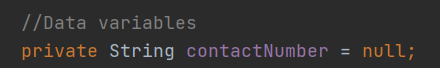 //Data variables
private String contactNumber = null;